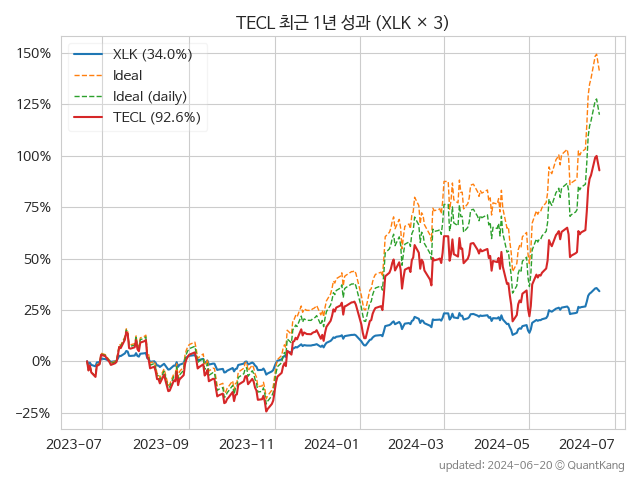 TECL 최근 1년 성과 (XLK × 3)
XLK (34.0%)
Ideal
Ideal (daily)
TECL (92.6%)
150%
125%
100%
75%
50%
25%
0%
−25%
2023-07 2023-09 2023-11 2024-01 2024-03 2024-05 2024-07
updated: 2024-06-20 © QuantKang